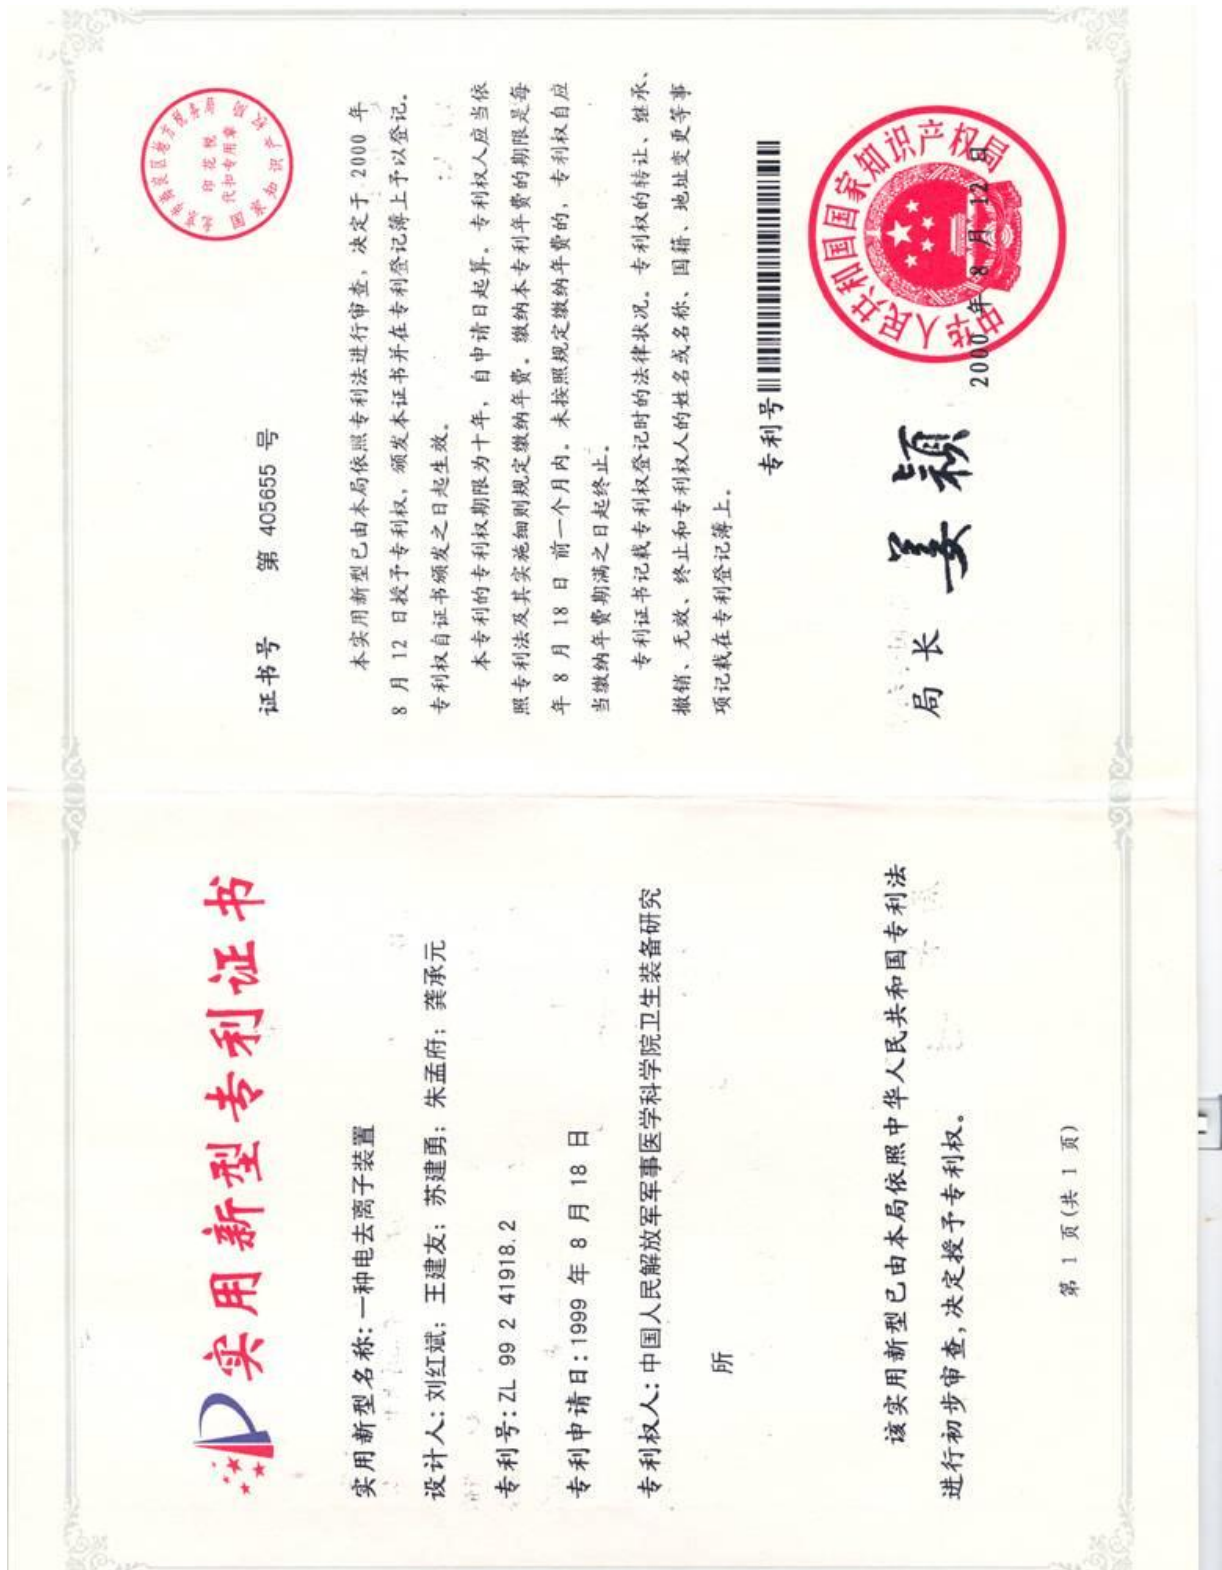 实用新型专利证书
实用新型名称:一种电去离子装置
设计人:刘红斌;王建友;苏建勇;朱孟府;龚承元
专利号:ZL 99 2 41918.2
专利申请日:1999 年 8 月 18 日
专利权人:中国人民解放军军事医学科学院卫生装备研究
所
该实用新型已由本局依照中华人民共和国专利法
进行初步审查,决定授予专利权。
第 1 页(共 1 页)
证书号 第 405655 号
印花税
代扣专用章
国家知识产权局
本实用新型已由本局依照专利法进行审查,决定于 2000 年
8 月 12 日授予专利权,颁发本证书并在专利登记簿上予以登记。
专利权自证书颁发之日起生效。
本专利的专利权期限为十年,自申请日起算。专利权人应当依
照专利法及其实施细则规定缴纳年费。缴纳本专利年费的期限是每
年 8 月 18 日 前一个月内。未按照规定缴纳年费的,专利权自应
当缴纳年费期满之日起终止。
专利证书记载专利权登记时的法律状况。专利权的转让、继承、
撤销、无效、终止和专利权人的姓名或名称、国籍、地址变更等事
项记载在专利登记簿上。
专利号
局长 姜颖
中华人民共和国国家知识产权局
2000 年 8 月 12 日